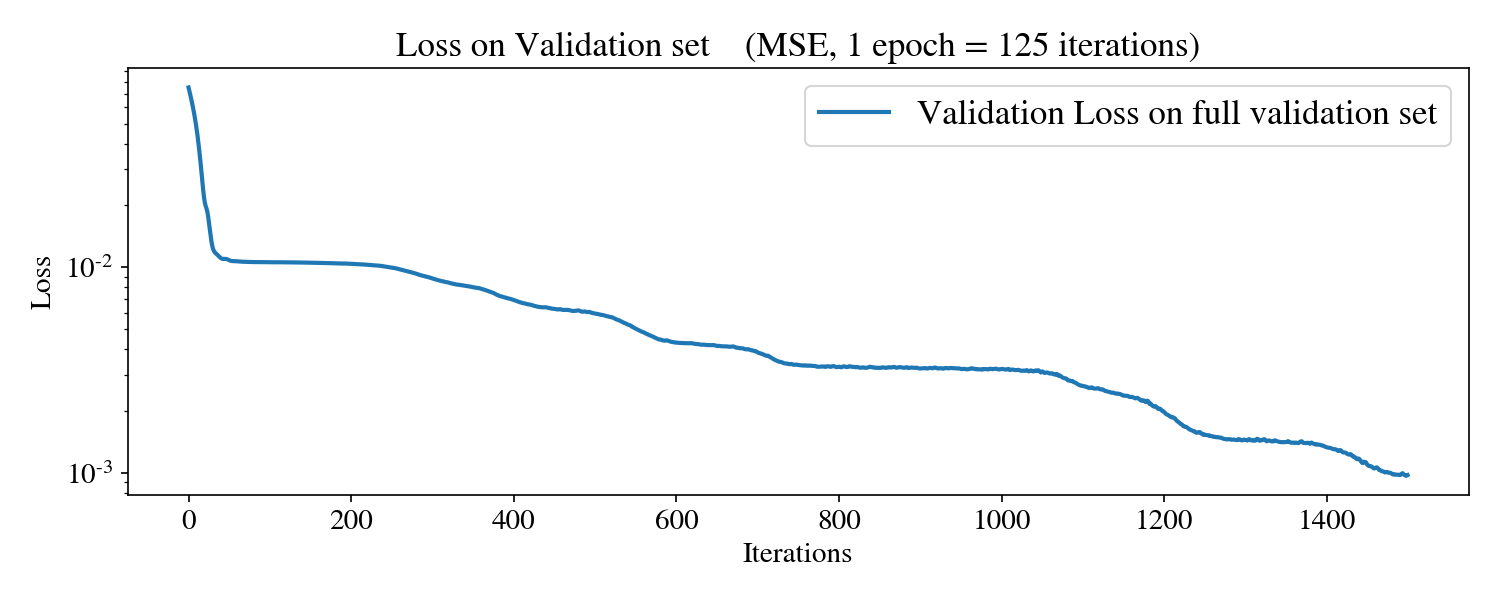 Loss on Validation set (MSE, 1 epoch = 125 iterations)
Validation Loss on full validation set
Loss
10-2
10-3
0 200 400 600 800 1000 1200 1400
Iterations